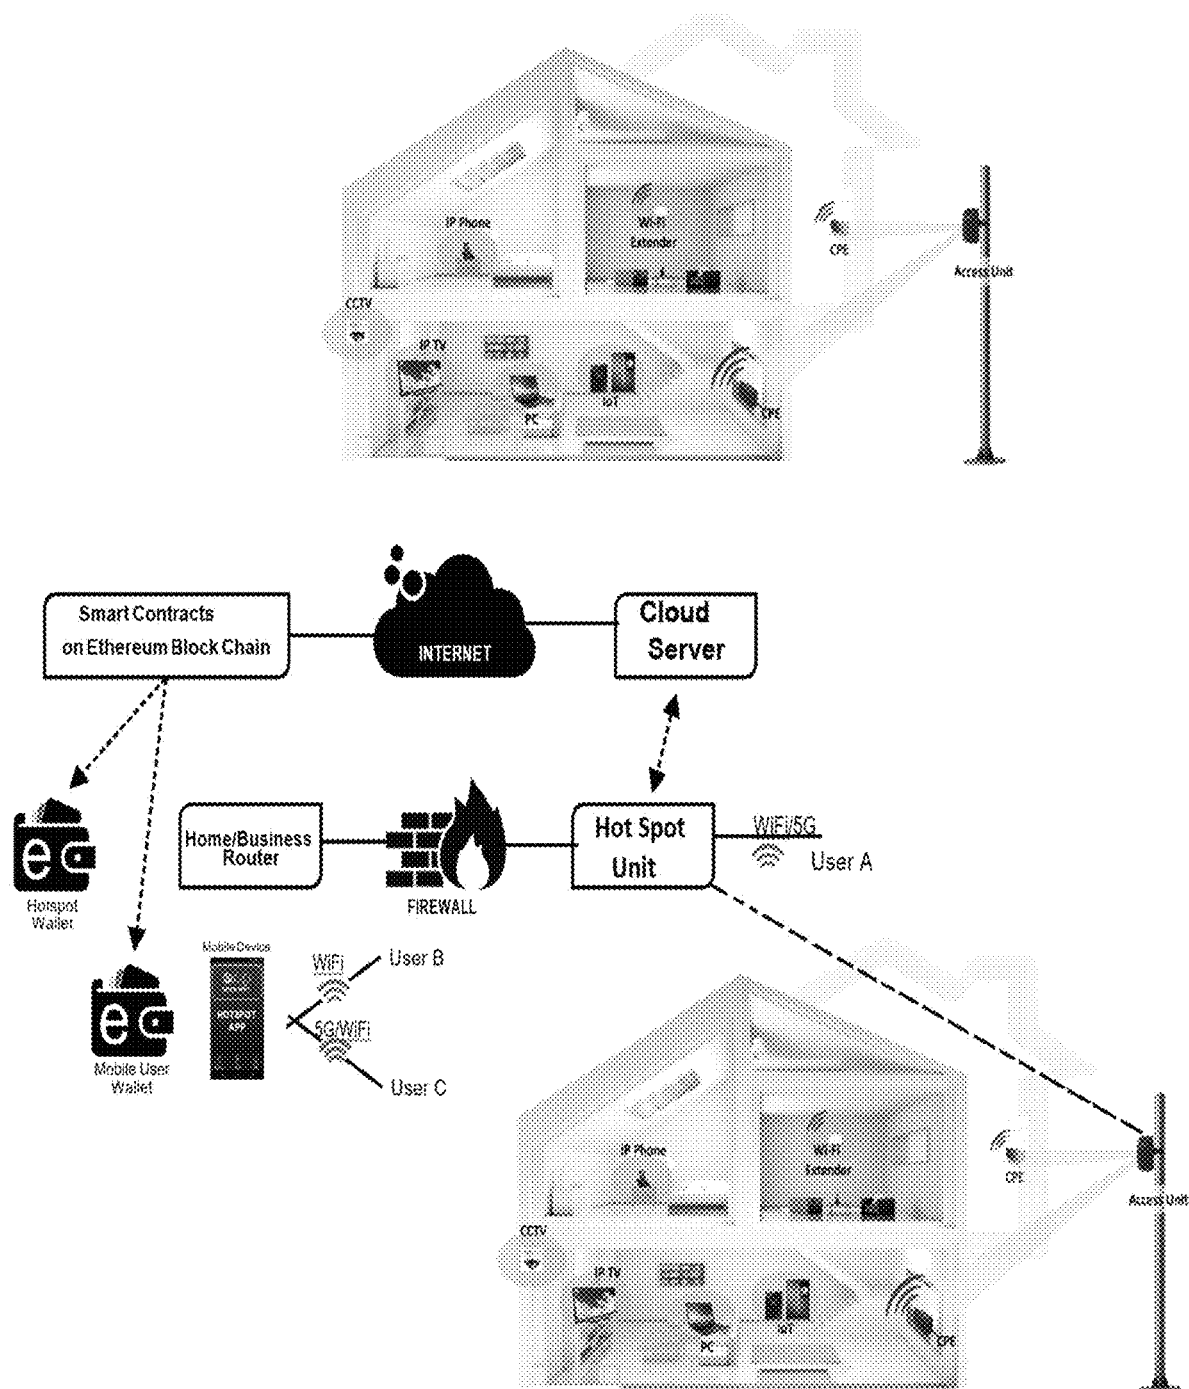 IP Phone
Wi-Fi
Extender
CPE
Access Unit
CCTV
IP TV
PC
IoT
CPE
Smart Contracts
on Ethereum Block Chain
INTERNET
Cloud
Server
Home/Business
Router
FIREWALL
Hot Spot
Unit
WiFi/5G
User A
e
Hotspot
Wallet
e
Mobile User
Wallet
Mobile Device
WiFi
User B
5G/WiFi
User C
IP Phone
Wi-Fi
Extender
CPE
Access Unit
CCTV
IP TV
PC
IoT
CPE